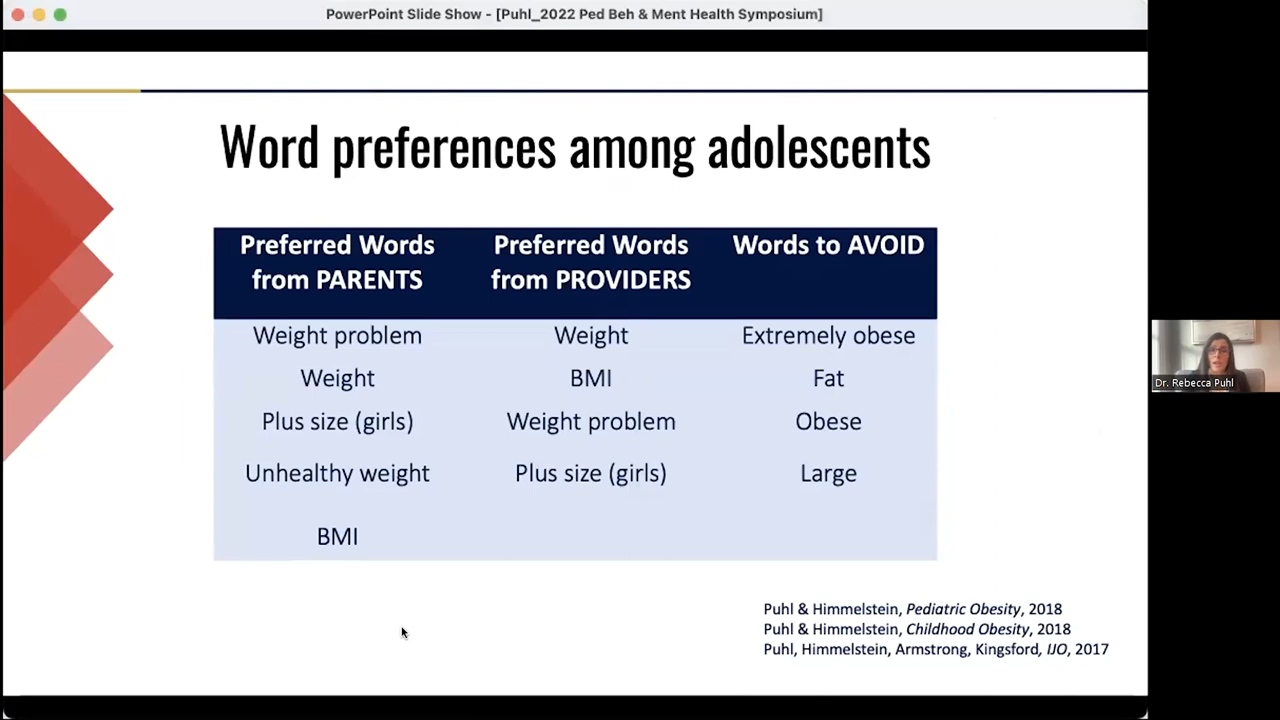 PowerPoint Slide Show - [Puhl_2022 Ped Beh & Ment Health Symposium]
Word preferences among adolescents
Preferred Words from PARENTS
Preferred Words from PROVIDERS
Words to AVOID
Weight problem
Weight
Extremely obese
Weight
BMI
Fat
Plus size (girls)
Weight problem
Obese
Unhealthy weight
Plus size (girls)
Large
BMI
Puhl & Himmelstein, Pediatric Obesity, 2018
Puhl & Himmelstein, Childhood Obesity, 2018
Puhl, Himmelstein, Armstrong, Kingsford, IJO, 2017
Dr. Rebecca Puhl